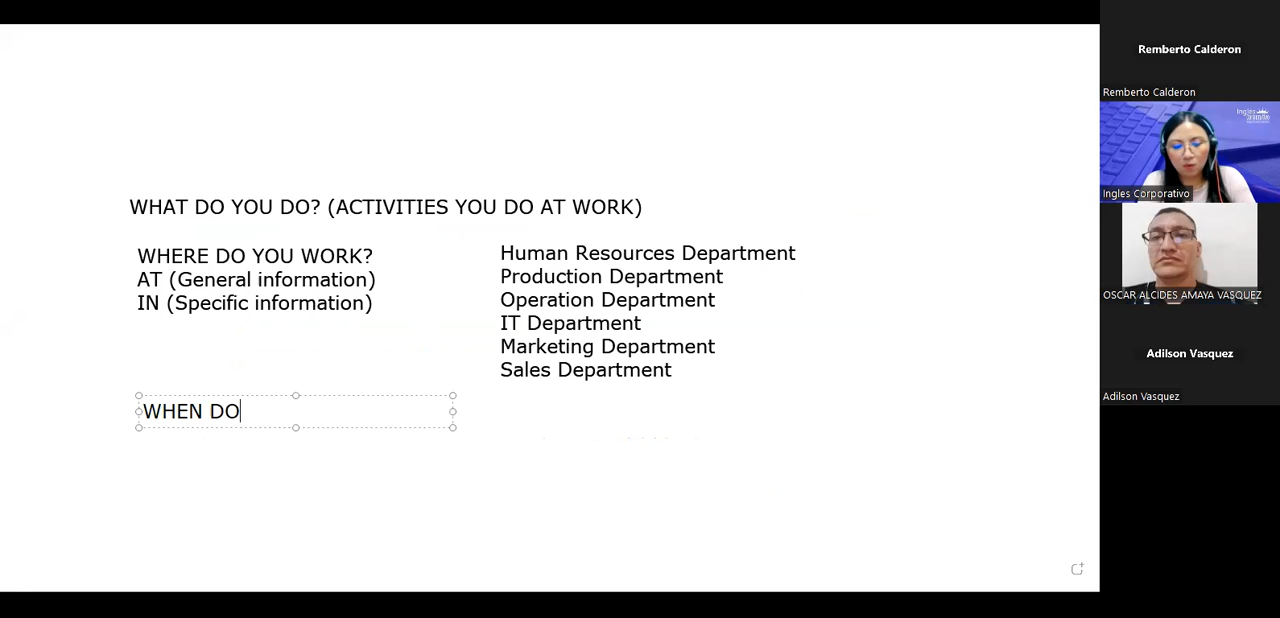 WHAT DO YOU DO? (ACTIVITIES YOU DO AT WORK)
WHERE DO YOU WORK?
AT (General information)
IN (Specific information)
Human Resources Department
Production Department
Operation Department
IT Department
Marketing Department
Sales Department
WHEN DO
Remberto Calderon
Remberto Calderon
Ingles
Ingles Corporativo
OSCAR ALCIDES AMAYA VASQUEZ
Adilson Vasquez
Adilson Vasquez